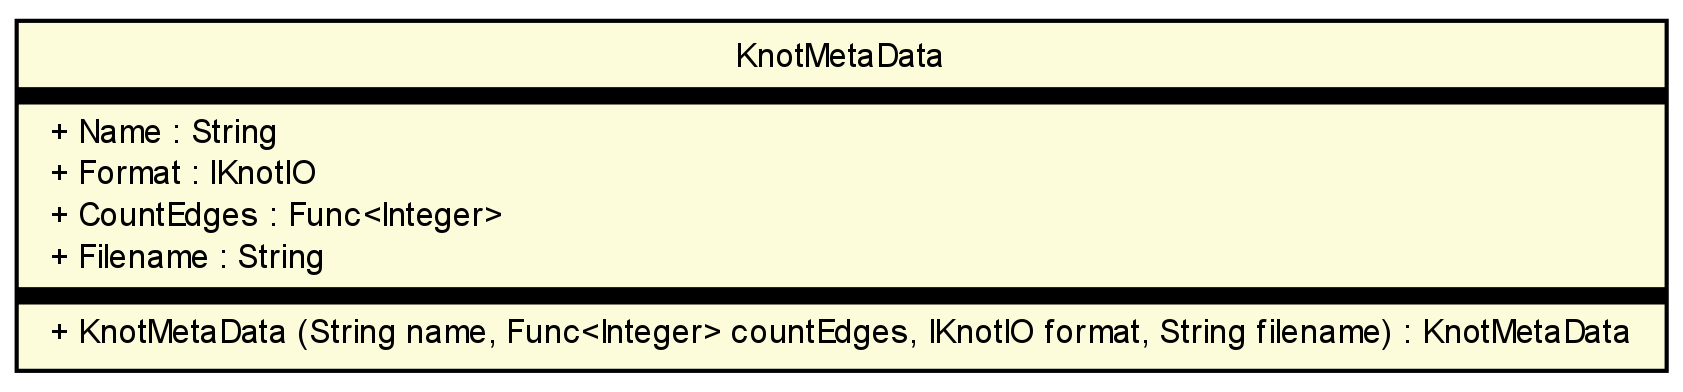 KnotMetaData
+ Name : String
+ Format : IKnotIO
+ CountEdges : Func<Integer>
+ Filename : String
+ KnotMetaData (String name, Func<Integer> countEdges, IKnotIO format, String filename) : KnotMetaData